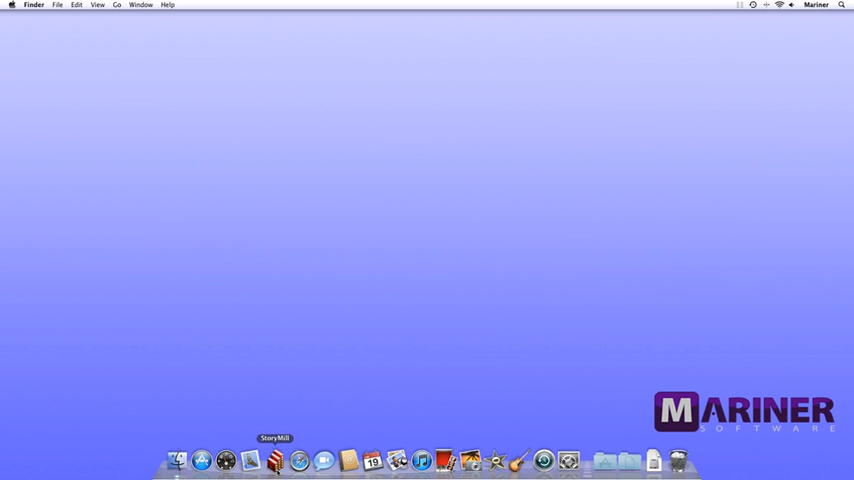 Finder File Edit View Go Window Help Mariner
StoryMill
19
MARINER
SOFTWARE